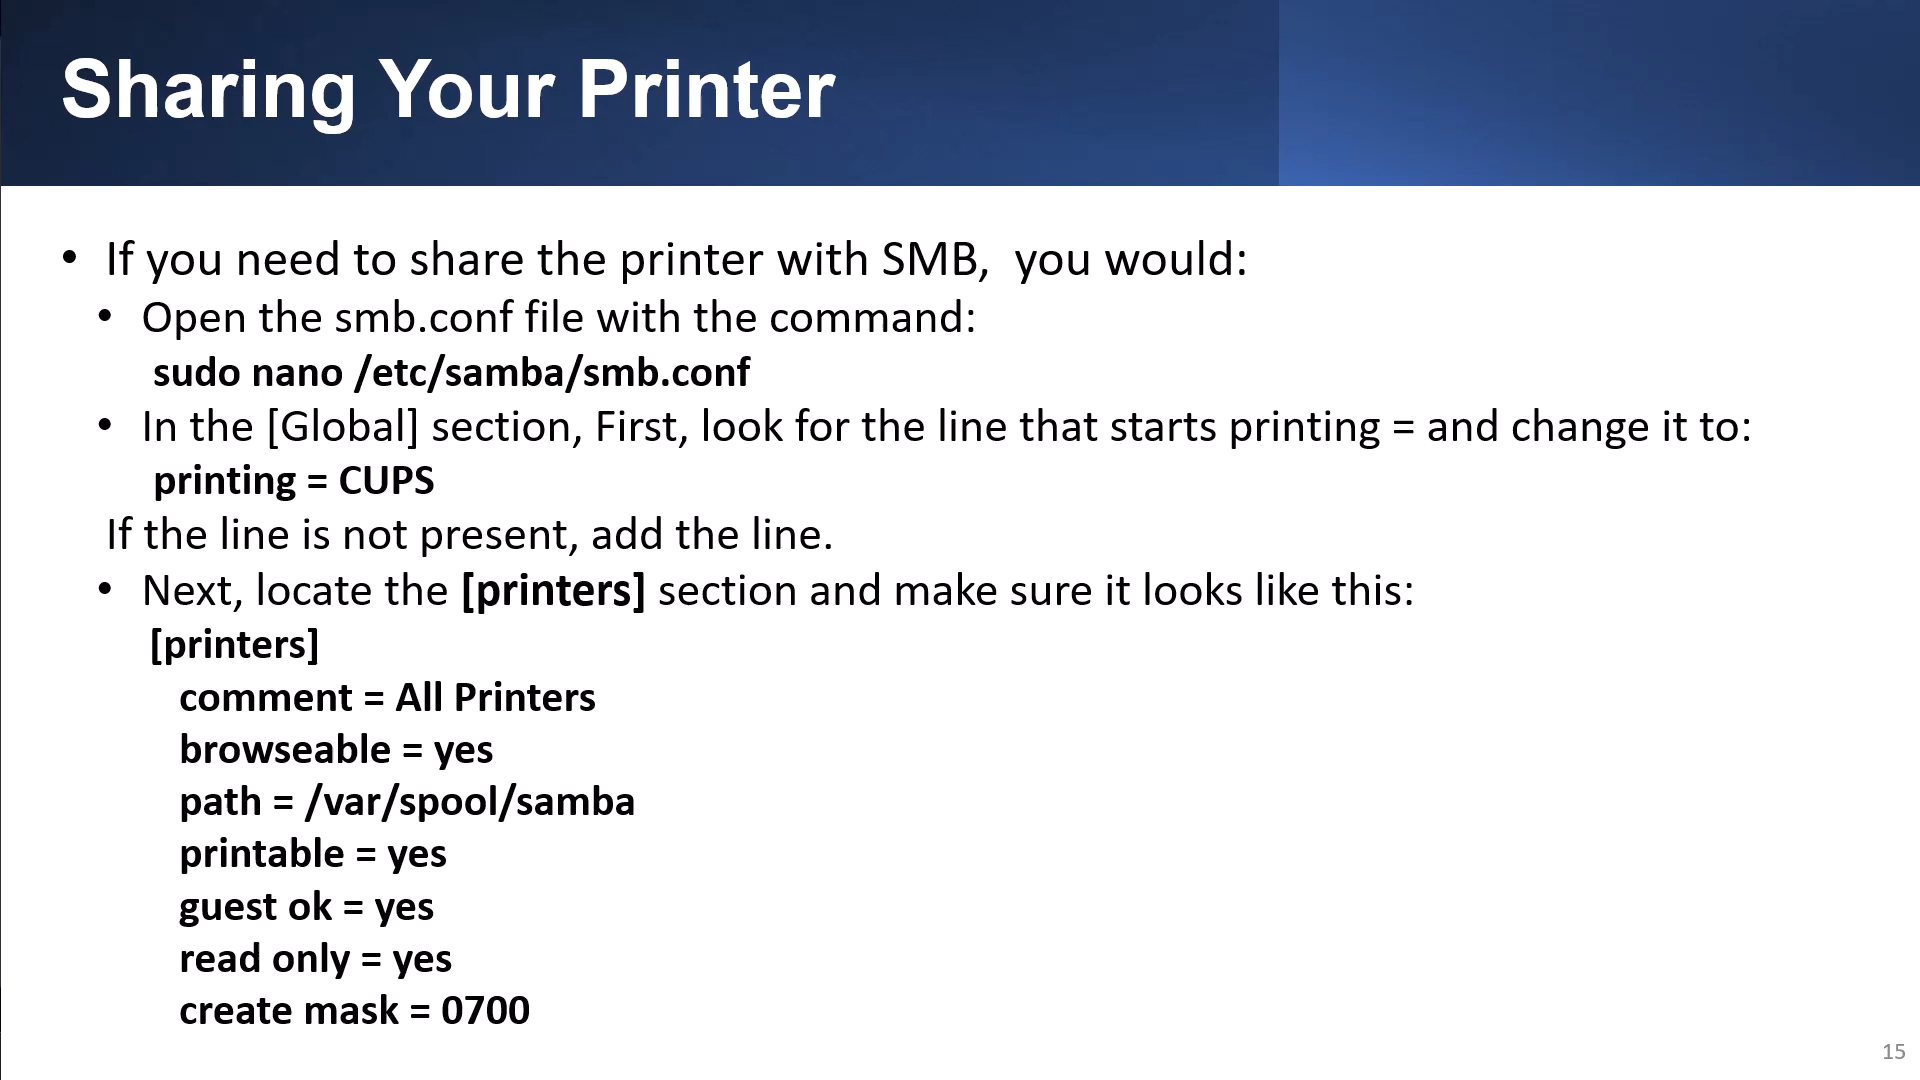 Sharing Your Printer
• If you need to share the printer with SMB,  you would:
• Open the smb.conf file with the command:
sudo nano /etc/samba/smb.conf
• In the [Global] section, First, look for the line that starts printing = and change it to:
printing = CUPS
If the line is not present, add the line.
• Next, locate the [printers] section and make sure it looks like this:
[printers]
comment = All Printers
browseable = yes
path = /var/spool/samba
printable = yes
guest ok = yes
read only = yes
create mask = 0700
15